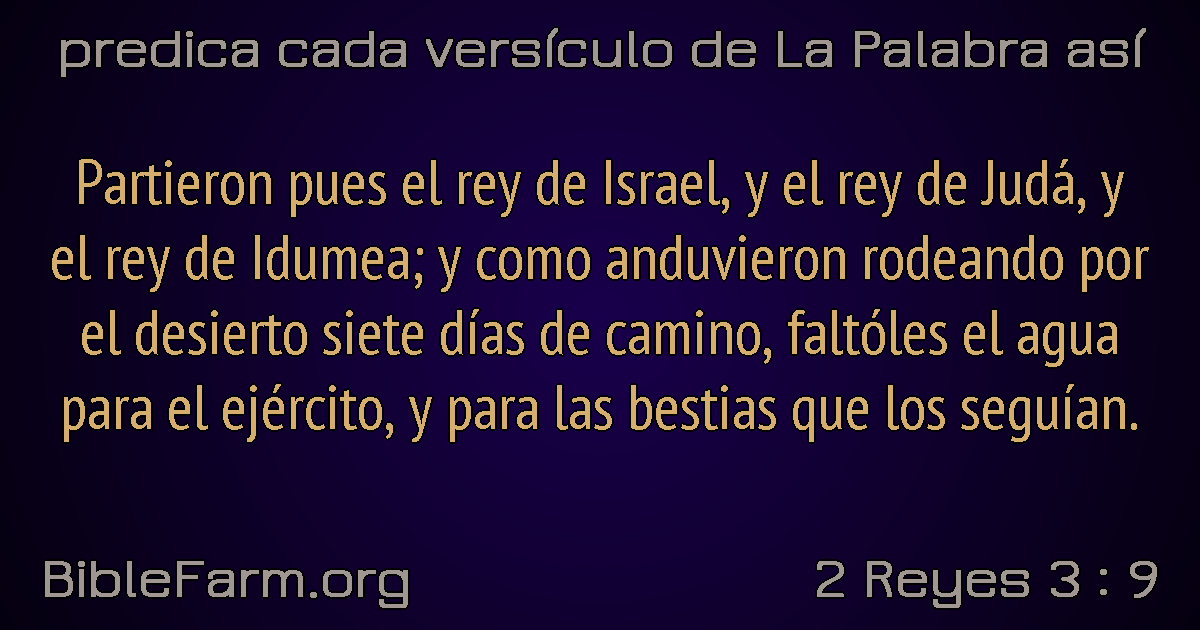 predica cada versículo de La Palabra así
Partieron pues el rey de Israel, y el rey de Judá, y
el rey de Idumea; y como anduvieron rodeando por
el desierto siete días de camino, faltóles el agua
para el ejército, y para las bestias que los seguían.
BibleFarm.org
2 Reyes 3 : 9